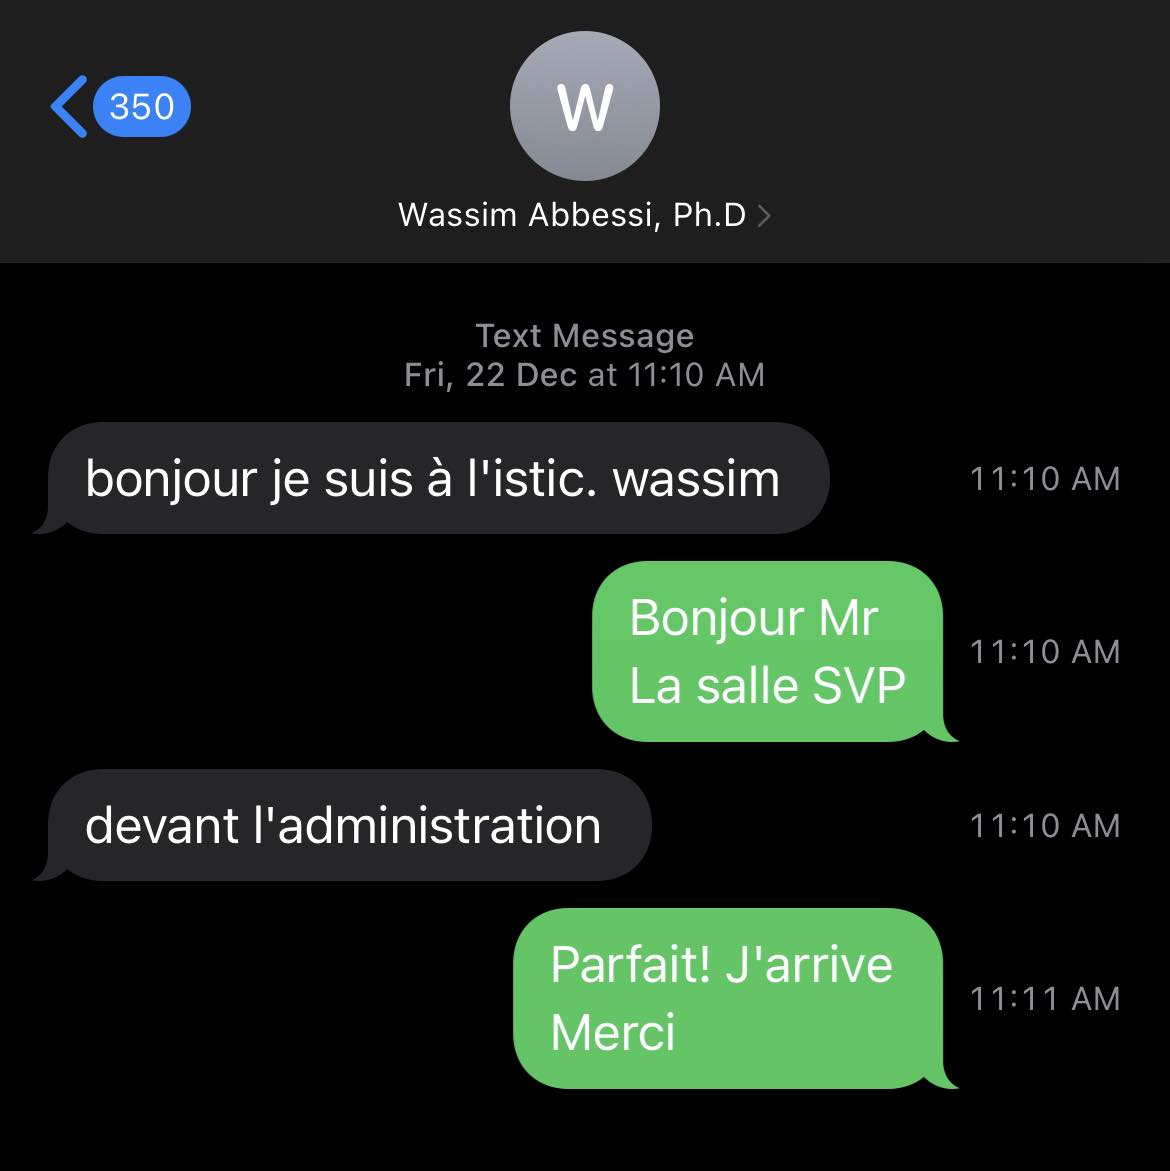 350
W
Wassim Abbessi, Ph.D
Text Message
Fri, 22 Dec at 11:10 AM
bonjour je suis à l'istic. wassim
11:10 AM
Bonjour Mr
La salle SVP
11:10 AM
devant l'administration
11:10 AM
Parfait! J'arrive
Merci
11:11 AM